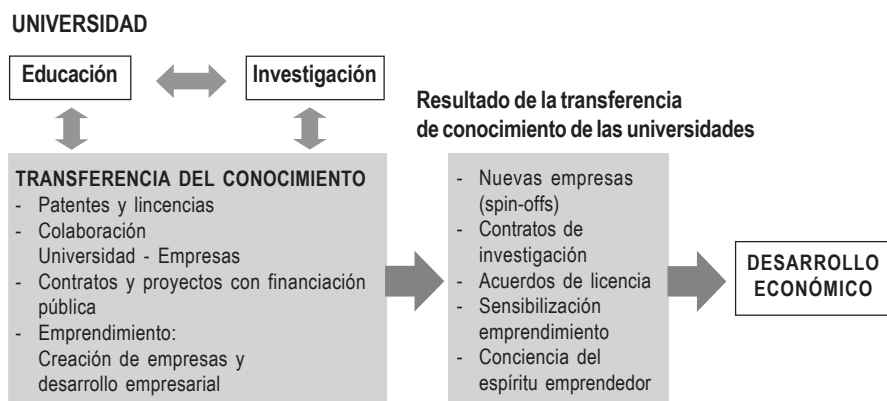 UNIVERSIDAD
Educación
Investigación
Resultado de la transferencia
de conocimiento de las universidades
TRANSFERENCIA DEL CONOCIMIENTO
- Patentes y lincencias
- Colaboración
Universidad - Empresas
- Contratos y proyectos con financiación
pública
- Emprendimiento:
Creación de empresas y
desarrollo empresarial
- Nuevas empresas
(spin-offs)
- Contratos de
investigación
- Acuerdos de licencia
- Sensibilización
emprendimiento
- Conciencia del
espíritu emprendedor
DESARROLLO
ECONÓMICO